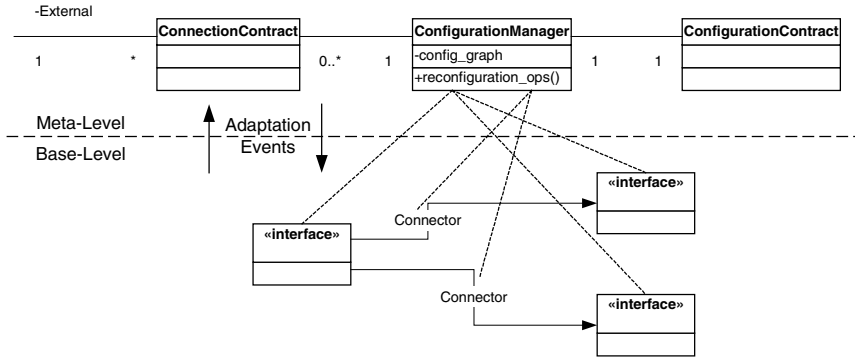 -External
ConnectionContract
ConfigurationManager
ConfigurationContract
-config_graph
1
*
0..*
1
+reconfiguration_ops()
1
1
Meta-Level
Adaptation
Events
Base-Level
«interface»
Connector
«interface»
Connector
«interface»